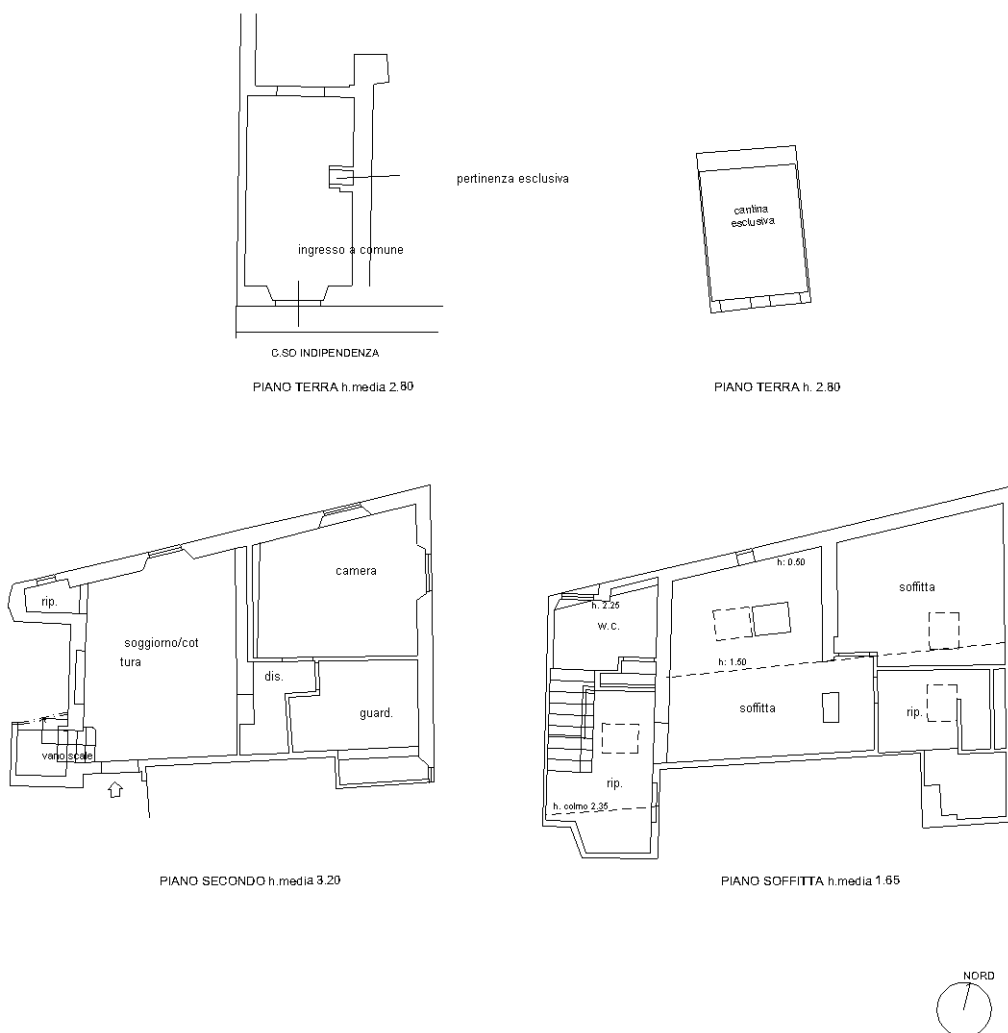 pertinenza esclusiva
ingresso a comune
C.SO INDIPENDENZA
PIANO TERRA h.media 2.80
cantina
esclusiva
PIANO TERRA h. 2.80
rip.
soggiorno/cot
tura
camera
dis.
guard.
vano scale
PIANO SECONDO h.media 3.20
h. 2.25
w.c.
h: 0.50
soffitta
h: 1.50
soffitta
rip.
rip.
h. colmo 2.35
PIANO SOFFITTA h.media 1.65
NORD